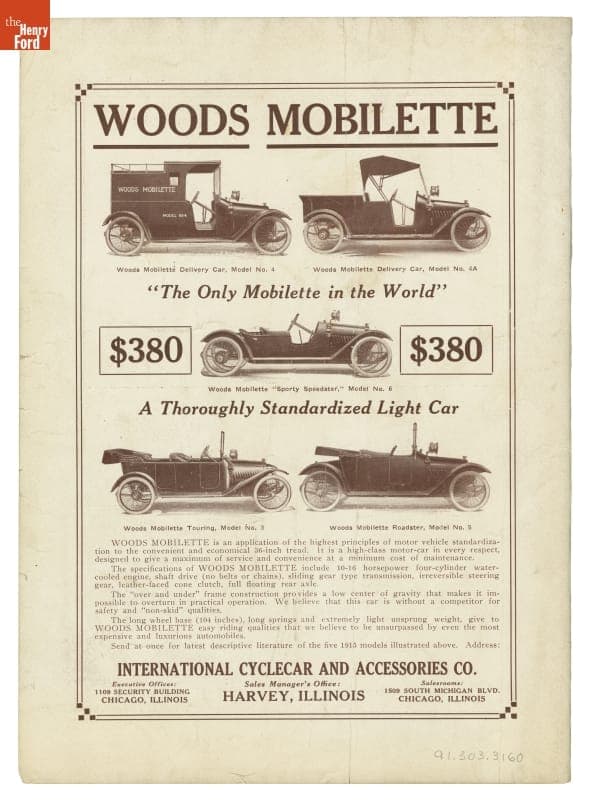 the
Henry
Ford
WOODS MOBILETTE
WOODS MOBILETTE
MODEL NO4
Woods Mobilette Delivery Car, Model No. 4
Woods Mobilette Delivery Car, Model No. 4A
"The Only Mobilette in the World"
$380
$380
Woods Mobilette "Sporty Speedster," Model No. 6
A Thoroughly Standardized Light Car
Woods Mobilette Touring, Model No. 3
Woods Mobilette Roadster, Model No. 5
WOODS MOBILETTE is an application of the highest principles of motor vehicle standardiza-
tion to the convenient and economical 36-inch tread. It is a high-class motor-car in every respect,
designed to give a maximum of service and convenience at a minimum cost of maintenance.
The specifications of WOODS MOBILETTE include 10-16 horsepower four-cylinder water-
cooled engine, shaft drive (no belts or chains), sliding gear type transmission, irreversible steering
gear, leather-faced cone clutch, full floating rear axle.
The "over and under" frame construction provides a low center of gravity that makes it im-
possible to overturn in practical operation. We believe that this car is without a competitor for
safety and "non-skid" qualities.
The long wheel base (104 inches), long springs and extremely light unsprung weight, give to
WOODS MOBILETTE easy riding qualities that we believe to be unsurpassed by even the most
expensive and luxurious automobiles.
Send at once for latest descriptive literature of the five 1915 models illustrated above. Address:
INTERNATIONAL CYCLECAR AND ACCESSORIES CO.
Executive Offices:
1109 SECURITY BUILDING
CHICAGO, ILLINOIS
Sales Manager's Office:
HARVEY, ILLINOIS
Salesrooms:
1509 SOUTH MICHIGAN BLVD.
CHICAGO, ILLINOIS
91.303.3160